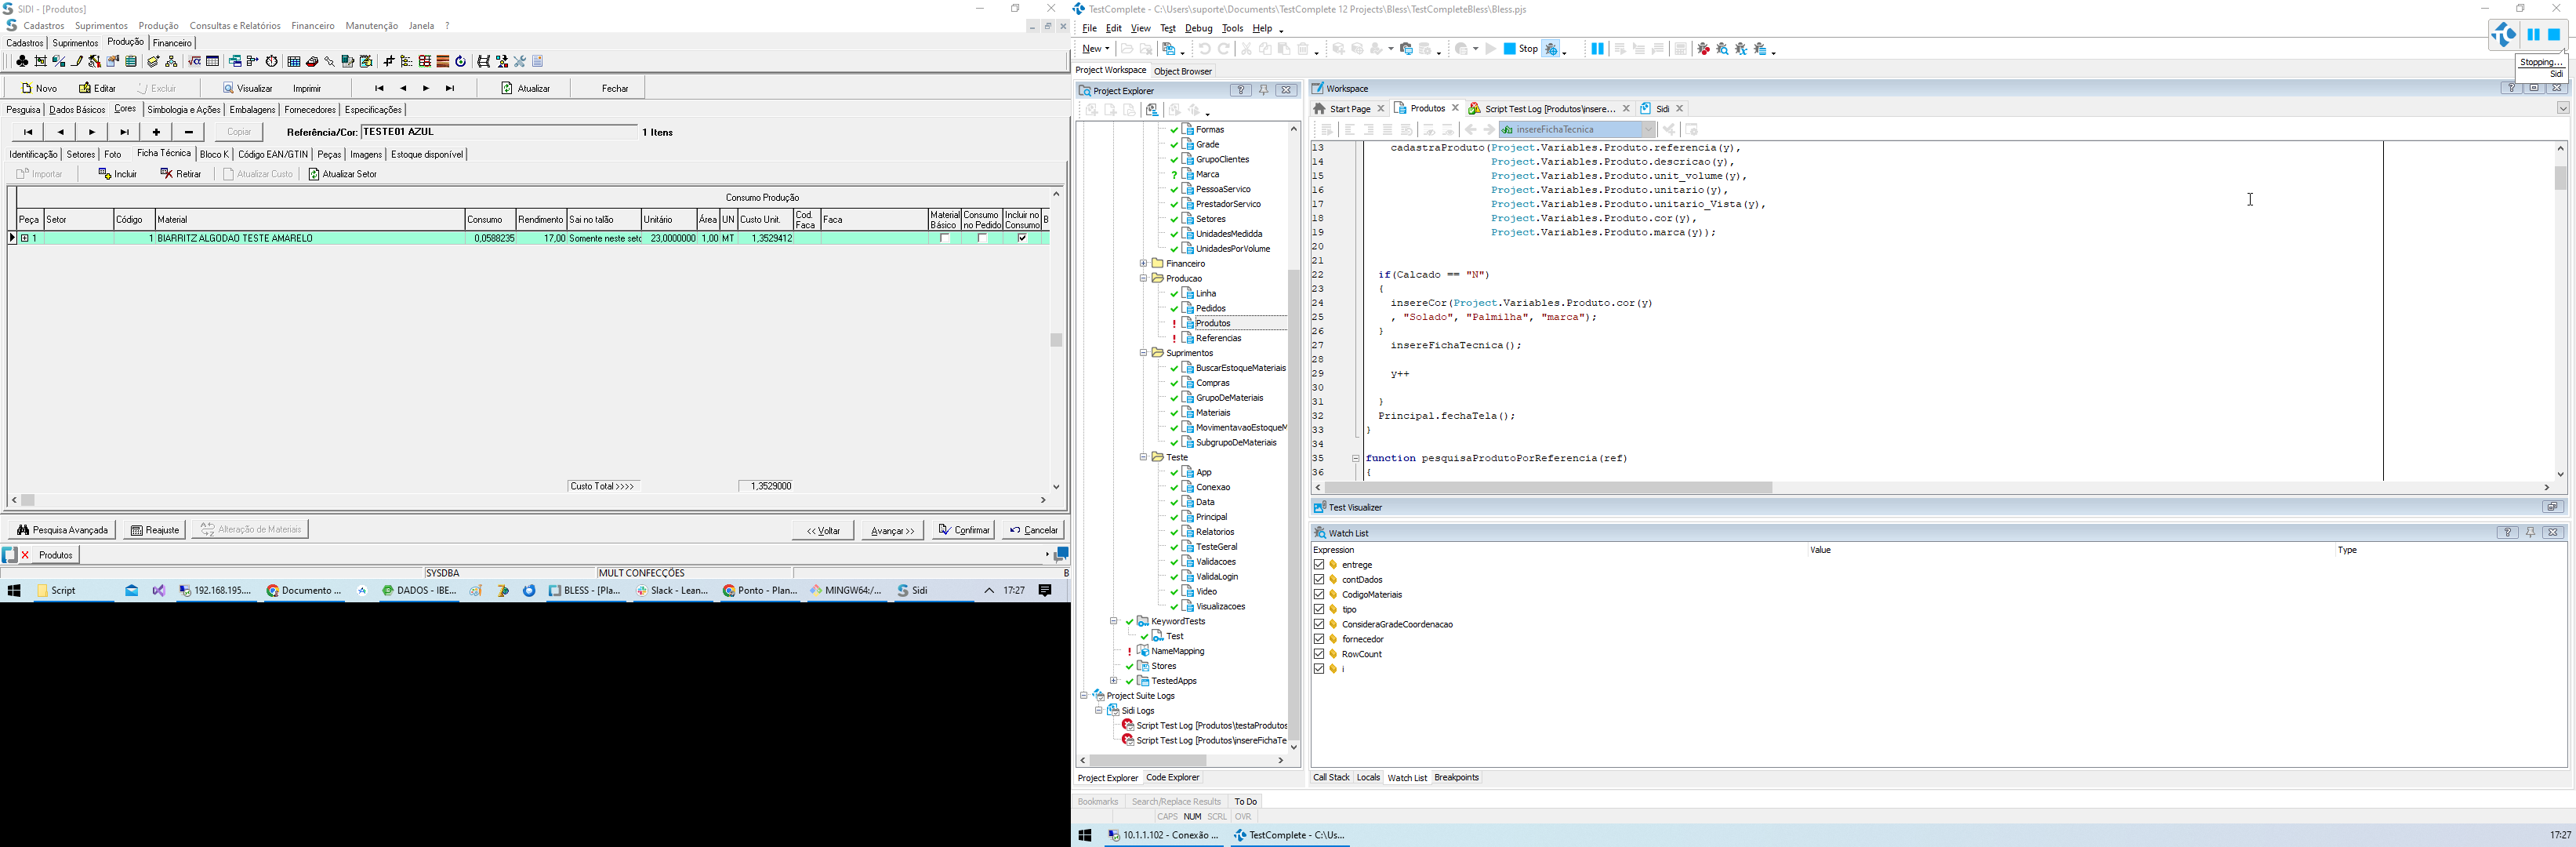 SIDI - [Produtos]
Cadastros Suprimentos Produção Consultas e Relatórios Financeiro Manutenção Janela ?
Cadastros Suprimentos Produção Financeiro
Novo Editar Excluir Visualizar Imprimir Atualizar Fechar
Pesquisa Dados Básicos Cores Simbologia e Ações Embalagens Fornecedores Especificações
Copiar Referência/Cor: TESTE01 AZUL 1 Itens
Identificação Setores Foto Ficha Técnica Bloco K Código EAN/GTIN Peças Imagens Estoque disponível
Importar Incluir Retirar Atualizar Custo Atualizar Setor
Consumo Produção
Peça Setor Código Material Consumo Rendimento Sai no talão Unitário Área UN Custo Unit. Cod. Faca Faca Material Básico Consumo no Pedido Incluir no Consumo B
1 1 BIARRITZ ALGODAO TESTE AMARELO 0,0588235 17,00 Somente neste seto 23,0000000 1,00 MT 1,3529412
Custo Total >>>> 1,3529000
Pesquisa Avançada Reajuste Alteração de Materiais << Voltar Avançar >> Confirmar Cancelar
Produtos
SYSDBA MULT CONFECÇÕES B
Script 192.168.195.... Documento ... DADOS - IBE... BLESS - [Pla... Slack - Lean... Ponto - Plan... MINGW64:/... Sidi 17:27
TestComplete - C:\Users\suporte\Documents\TestComplete 12 Projects\Bless\TestCompleteBless\Bless.pjs
File Edit View Test Debug Tools Help
New Stop
Stopping...
Sidi
Project Workspace Object Browser
Project Explorer
Formas
Grade
GrupoClientes
Marca
PessoaServico
PrestadorServico
Setores
UnidadesMedidda
UnidadesPorVolume
Financeiro
Producao
Linha
Pedidos
Produtos
Referencias
Suprimentos
BuscarEstoqueMateriais
Compras
GrupoDeMateriais
Materiais
MovimentavaoEstoqueM
SubgrupoDeMateriais
Teste
App
Conexao
Data
Principal
Relatorios
TesteGeral
Validacoes
ValidaLogin
Video
Visualizacoes
KeywordTests
Test
NameMapping
Stores
TestedApps
Project Suite Logs
Sidi Logs
Script Test Log [Produtos\testaProdutos
Script Test Log [Produtos\insereFichaTe
Project Explorer Code Explorer
Workspace
Start Page Produtos Script Test Log [Produtos\insere... Sidi
insereFichaTecnica
13 cadastraProduto(Project.Variables.Produto.referencia(y),
14 Project.Variables.Produto.descricao(y),
15 Project.Variables.Produto.unit_volume(y),
16 Project.Variables.Produto.unitario(y),
17 Project.Variables.Produto.unitario_Vista(y),
18 Project.Variables.Produto.cor(y),
19 Project.Variables.Produto.marca(y));
20
21
22 if(Calcado == "N")
23 {
24 insereCor(Project.Variables.Produto.cor(y)
25 , "Solado", "Palmilha", "marca");
26 }
27 insereFichaTecnica();
28
29 y++
30
31 }
32 Principal.fechaTela();
33 }
34
35 function pesquisaProdutoPorReferencia(ref)
36 {
Test Visualizer
Watch List
Expression Value Type
entrege
contDados
CodigoMateriais
tipo
ConsideraGradeCoordenacao
fornecedor
RowCount
i
Call Stack Locals Watch List Breakpoints
Bookmarks Search/Replace Results To Do
CAPS NUM SCRL OVR
10.1.1.102 - Conexão ... TestComplete - C:\Us... 17:27